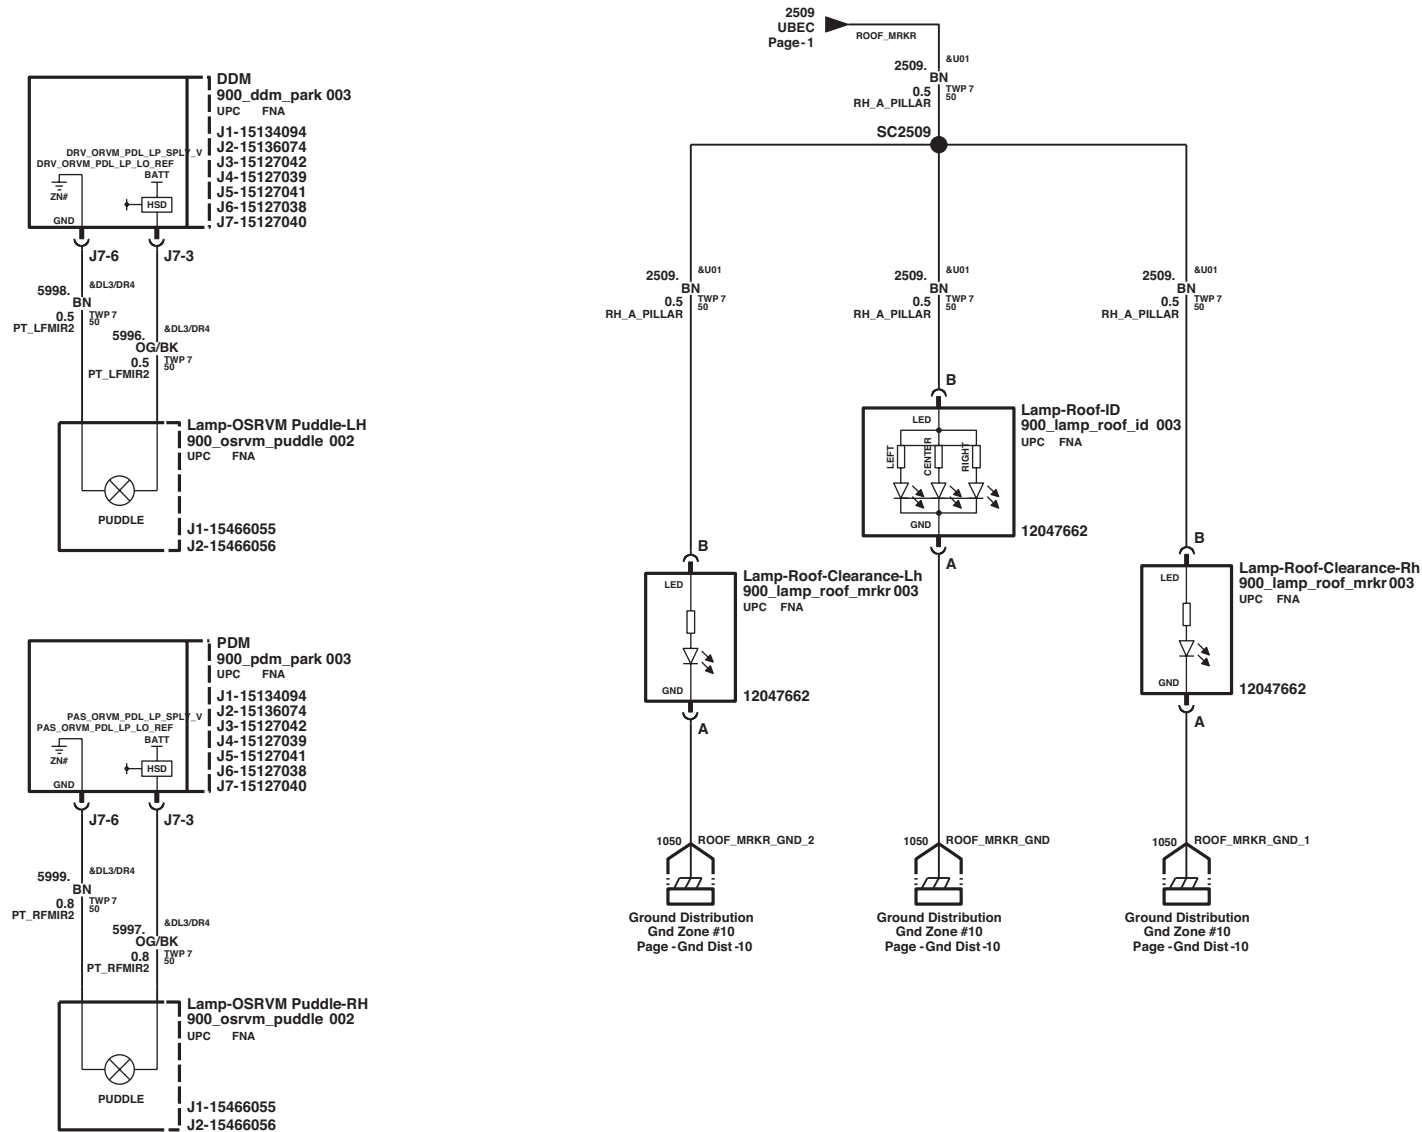 DDM
900_ddm_park 003
UPC FNA
J1-15134094
J2-15136074
J3-15127042
J4-15127039
J5-15127041
J6-15127038
J7-15127040
DRV_ORVM_PDL_LP_SPLY_V
DRV_ORVM_PDL_LP_LO_REF
BATT
ZN#
HSD
GND
J7-6
J7-3
5998.
&DL3/DR4
BN
0.5
TWP 7
50
PT_LFMIR2
5996.
&DL3/DR4
OG/BK
0.5
TWP 7
50
PT_LFMIR2
Lamp-OSRVM Puddle-LH
900_osrvm_puddle 002
UPC FNA
PUDDLE
J1-15466055
J2-15466056
PDM
900_pdm_park 003
UPC FNA
J1-15134094
J2-15136074
J3-15127042
J4-15127039
J5-15127041
J6-15127038
J7-15127040
PAS_ORVM_PDL_LP_SPLY_V
PAS_ORVM_PDL_LP_LO_REF
BATT
ZN#
HSD
GND
J7-6
J7-3
5999.
&DL3/DR4
BN
0.8
TWP 7
50
PT_RFMIR2
5997.
&DL3/DR4
OG/BK
0.8
TWP 7
50
PT_RFMIR2
Lamp-OSRVM Puddle-RH
900_osrvm_puddle 002
UPC FNA
PUDDLE
J1-15466055
J2-15466056
2509
UBEC
Page-1
ROOF_MRKR
2509.
&U01
BN
0.5
TWP 7
50
RH_A_PILLAR
SC2509
2509.
&U01
BN
0.5
TWP 7
50
RH_A_PILLAR
2509.
&U01
BN
0.5
TWP 7
50
RH_A_PILLAR
2509.
&U01
BN
0.5
TWP 7
50
RH_A_PILLAR
B
Lamp-Roof-ID
900_lamp_roof_id 003
UPC FNA
LED
LEFT
CENTER
RIGHT
GND
12047662
A
B
Lamp-Roof-Clearance-Lh
900_lamp_roof_mrkr 003
UPC FNA
LED
GND
12047662
A
B
Lamp-Roof-Clearance-Rh
900_lamp_roof_mrkr 003
UPC FNA
LED
GND
12047662
A
1050 ROOF_MRKR_GND_2
Ground Distribution
Gnd Zone #10
Page -Gnd Dist -10
1050 ROOF_MRKR_GND
Ground Distribution
Gnd Zone #10
Page -Gnd Dist -10
1050 ROOF_MRKR_GND_1
Ground Distribution
Gnd Zone #10
Page -Gnd Dist -10